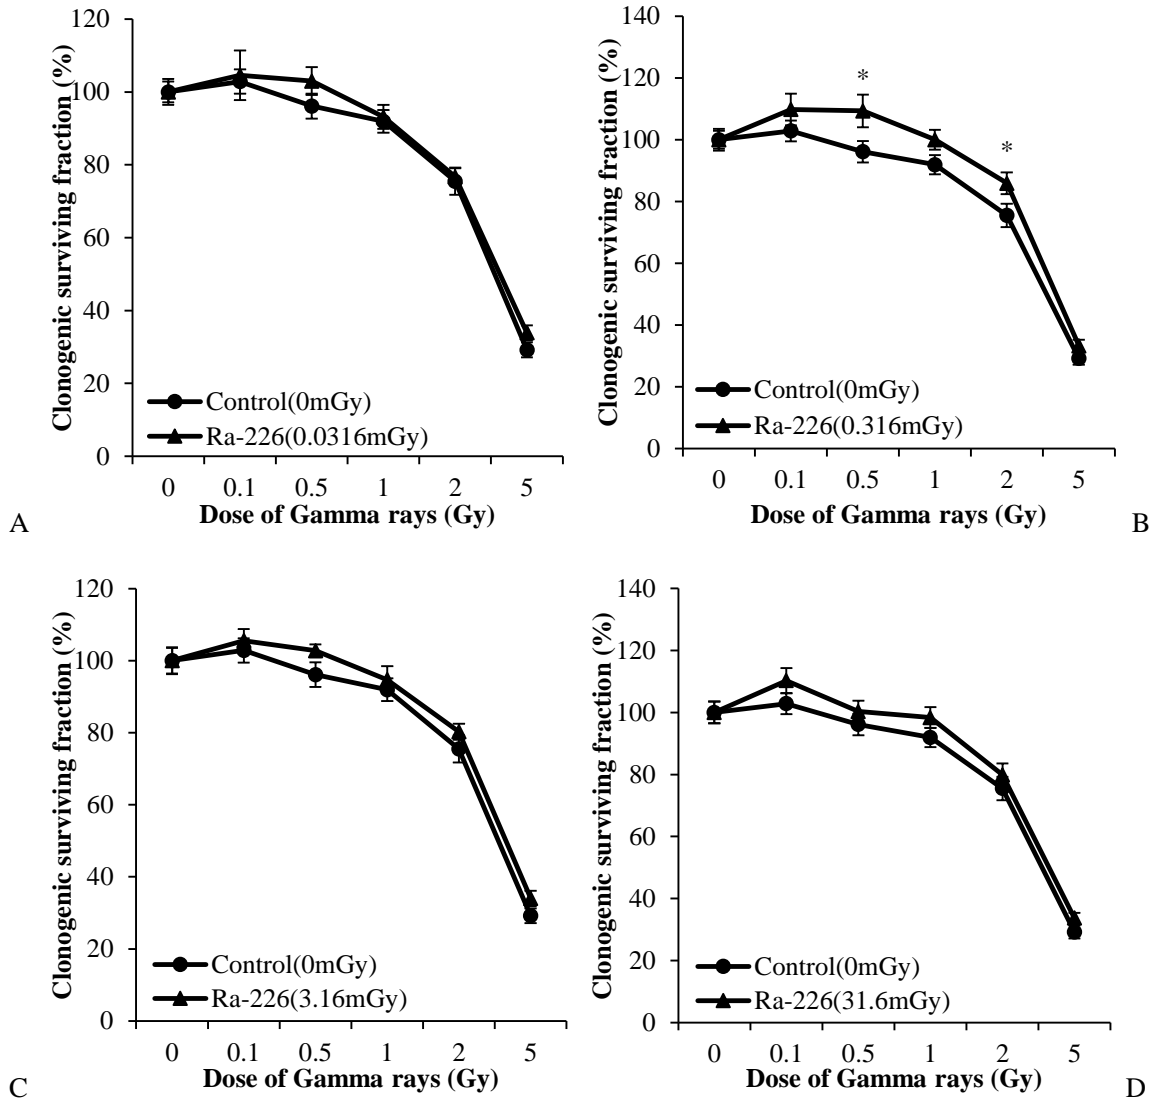 120
100
80
60
40
20
0
Clonogenic surviving fraction (%)
Control(0mGy)
Ra-226(0.0316mGy)
0 0.1 0.5 1 2 5
Dose of Gamma rays (Gy)
A
140
120
100
80
60
40
20
0
Clonogenic surviving fraction (%)
*
*
Control(0mGy)
Ra-226(0.316mGy)
0 0.1 0.5 1 2 5
Dose of Gamma rays (Gy)
B
120
100
80
60
40
20
0
Clonogenic surviving fraction (%)
Control(0mGy)
Ra-226(3.16mGy)
0 0.1 0.5 1 2 5
Dose of Gamma rays (Gy)
C
140
120
100
80
60
40
20
0
Clonogenic surviving fraction (%)
Control(0mGy)
Ra-226(31.6mGy)
0 0.1 0.5 1 2 5
Dose of Gamma rays (Gy)
D